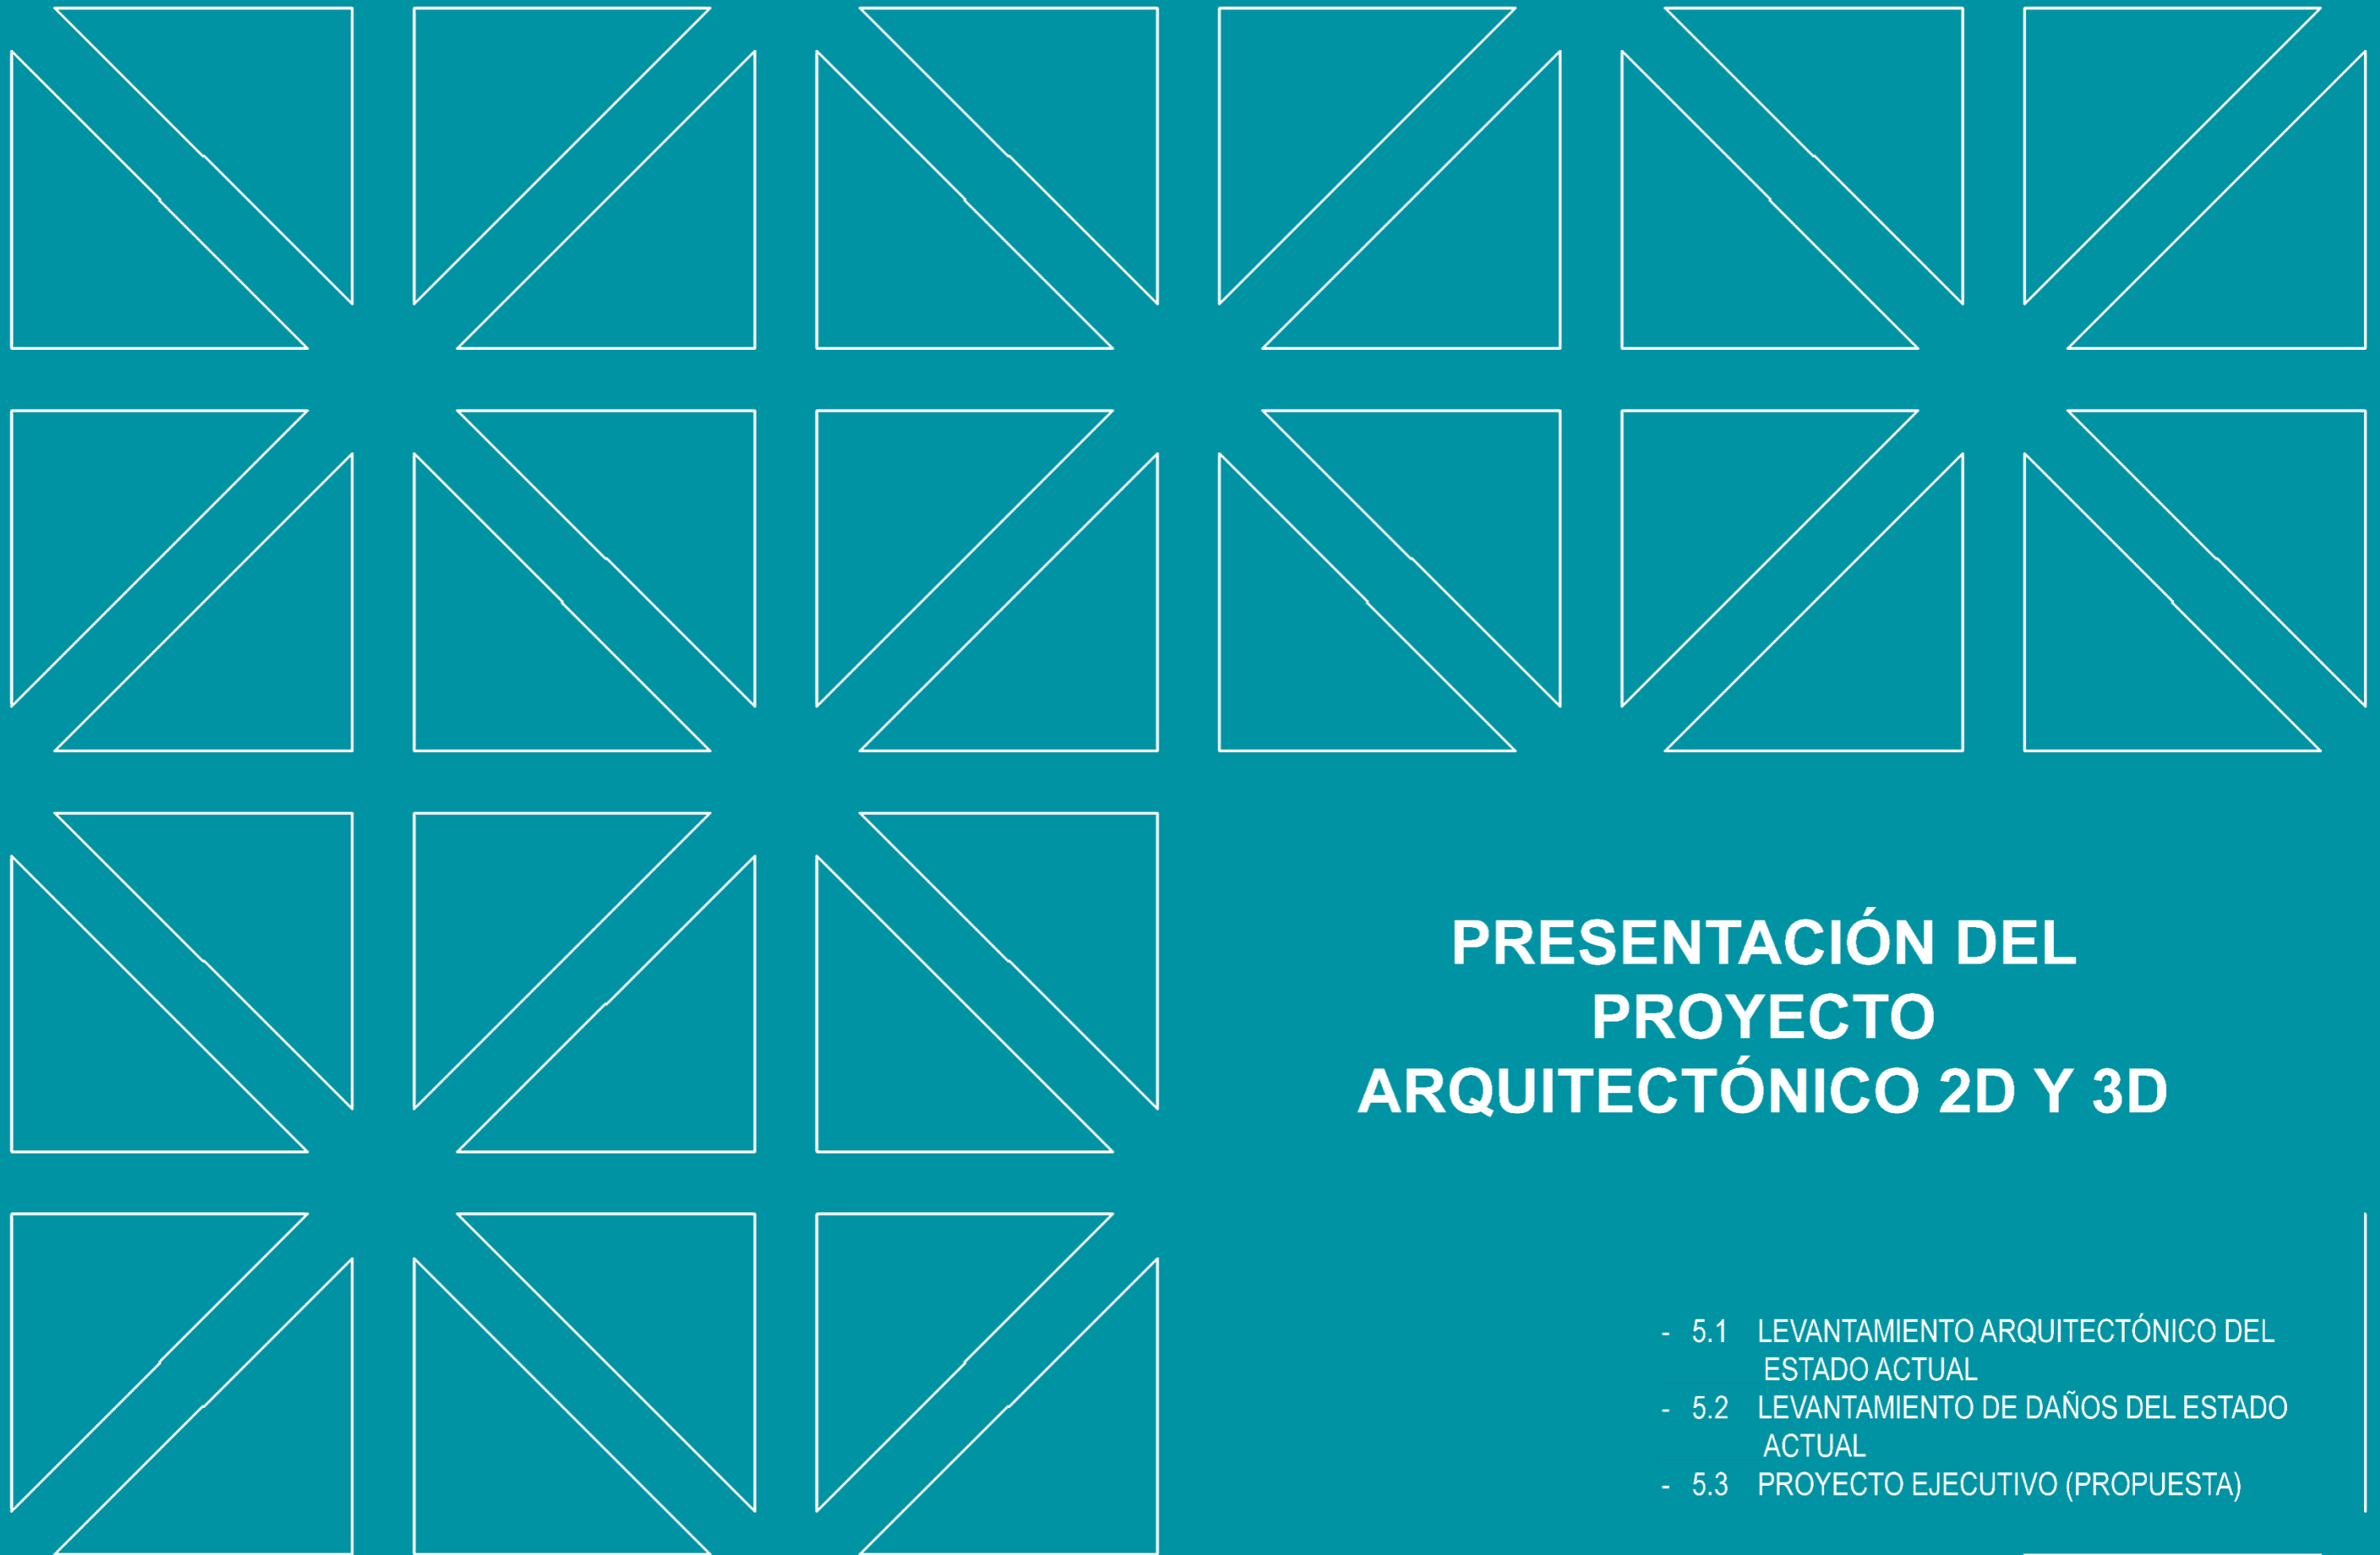 PRESENTACIÓN DEL
PROYECTO
ARQUITECTÓNICO 2D Y 3D
- 5.1 LEVANTAMIENTO ARQUITECTÓNICO DEL
ESTADO ACTUAL
- 5.2 LEVANTAMIENTO DE DAÑOS DEL ESTADO
ACTUAL
- 5.3 PROYECTO EJECUTIVO (PROPUESTA)